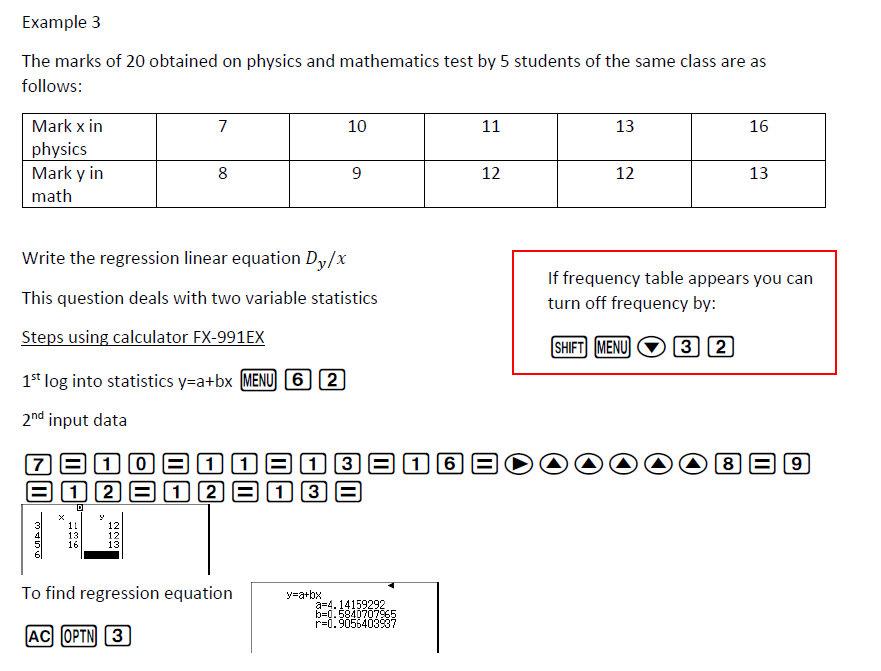 Example 3
The marks of 20 obtained on physics and mathematics test by 5 students of the same class are as
follows:
Mark x in physics 7 10 11 13 16
Mark y in math 8 9 12 12 13
Write the regression linear equation Dy/x
If frequency table appears you can
turn off frequency by:
This question deals with two variable statistics
Steps using calculator FX-991EX
SHIFT MENU ▼ 3 2
1st log into statistics y=a+bx MENU 6 2
2nd input data
7 = 1 0 = 1 1 = 1 3 = 1 6 = ▶ ▲ ▲ ▲ ▲ ▲ 8 = 9
= 1 2 = 1 2 = 1 3 =
x y
3 11 12
4 13 12
5 16 13
6
To find regression equation
y=a+bx
a=4.14159292
b=0.5840707965
r=0.9056403937
AC OPTN 3